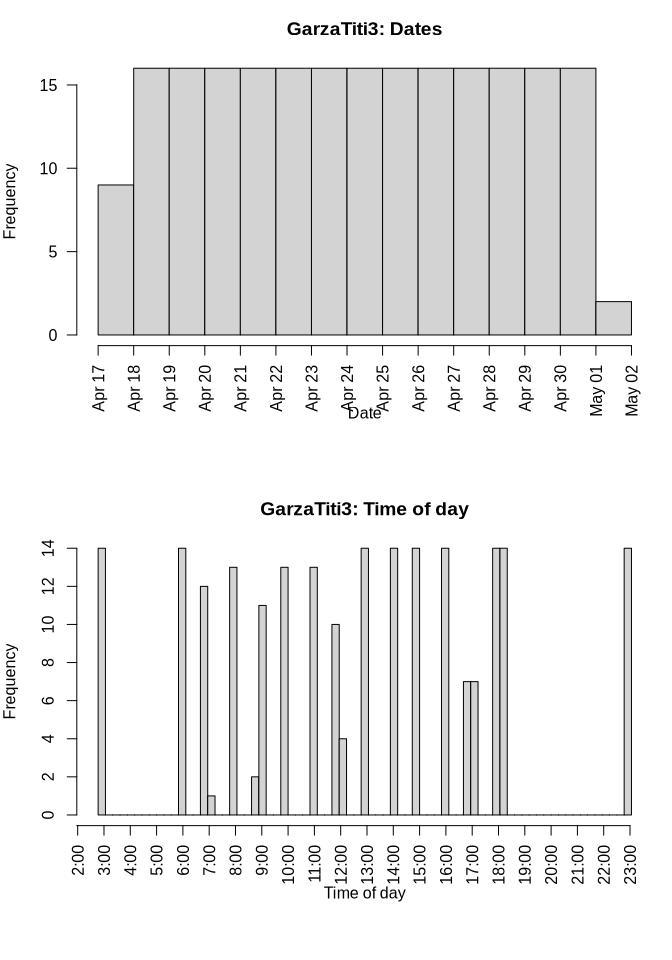 GarzaTiti3: Dates
15
10
5
0
Frequency
Apr 17
Apr 18
Apr 19
Apr 20
Apr 21
Apr 22
Apr 23
Apr 24
Apr 25
Apr 26
Apr 27
Apr 28
Apr 29
Apr 30
May 01
May 02
Date
GarzaTiti3: Time of day
14
12
10
8
6
4
2
0
Frequency
2:00
3:00
4:00
5:00
6:00
7:00
8:00
9:00
10:00
11:00
12:00
13:00
14:00
15:00
16:00
17:00
18:00
19:00
20:00
21:00
22:00
23:00
Time of day